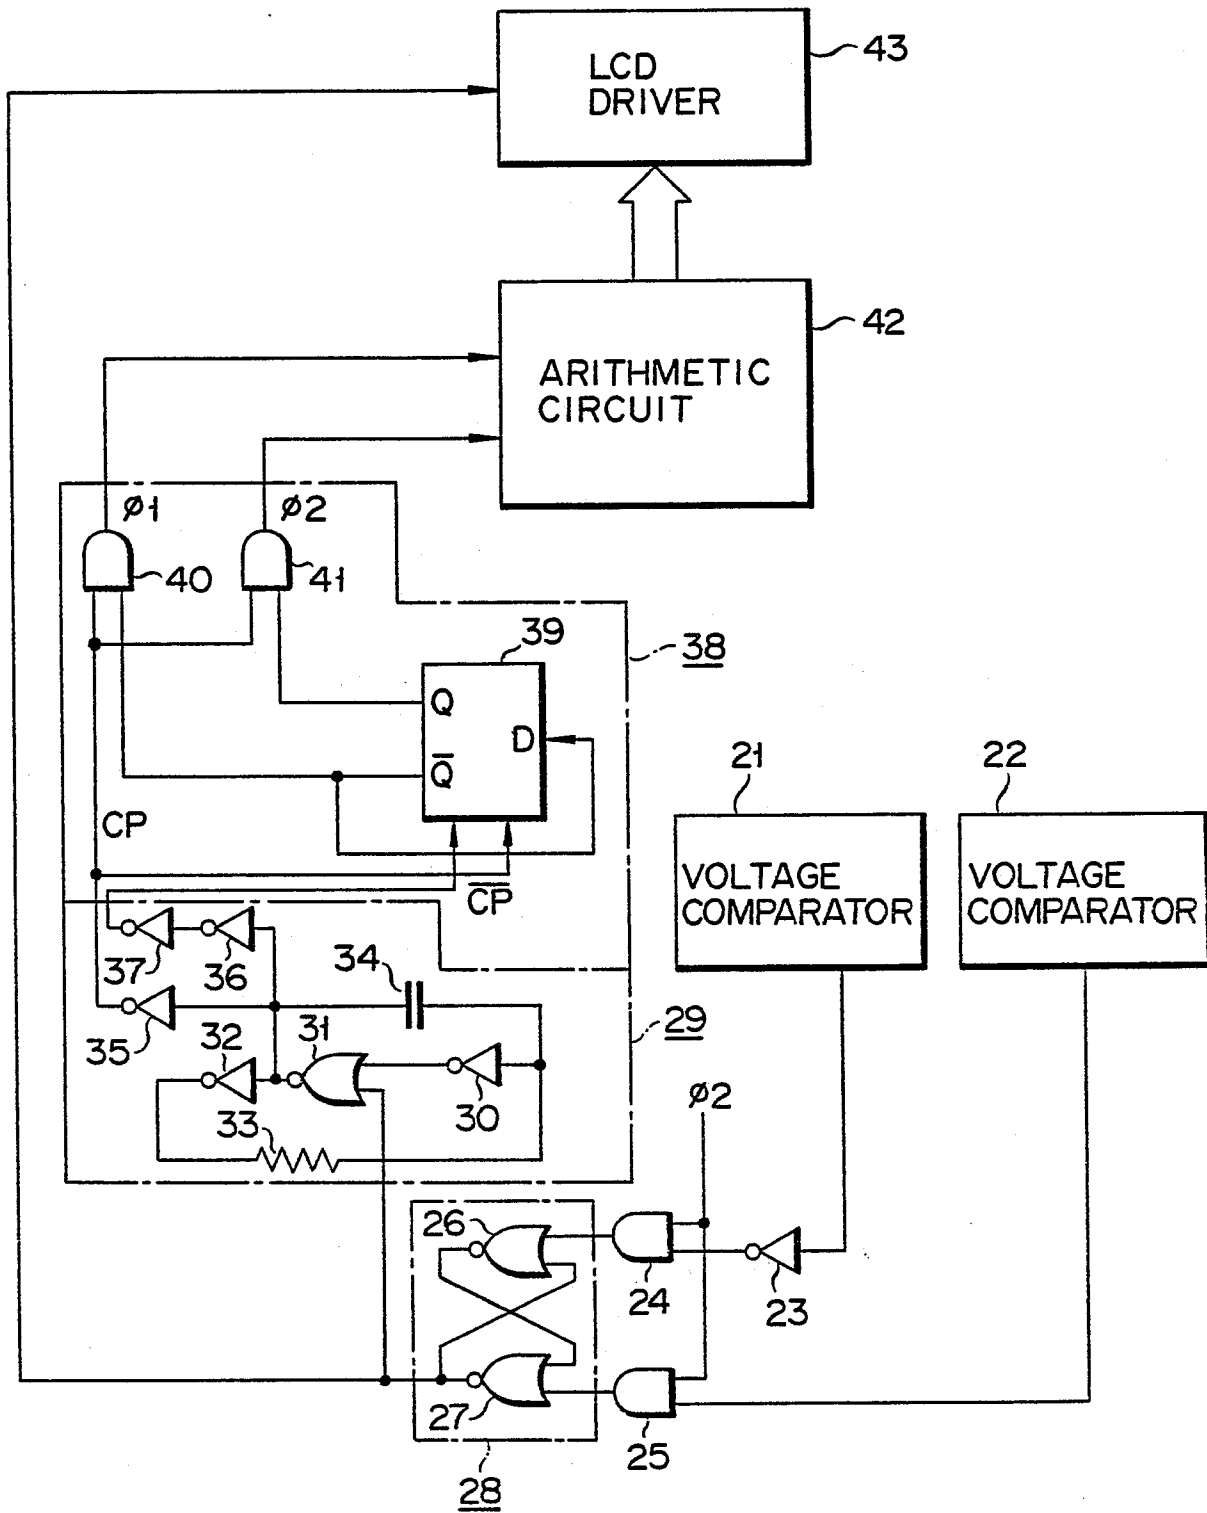 43
LCD
DRIVER
42
ARITHMETIC
CIRCUIT
ø1
ø2
40
41
39
38
Q
D
Q̅
21
22
CP
VOLTAGE
COMPARATOR
VOLTAGE
COMPARATOR
C̅P̅
37
36
34
29
35
32
31
30
ø2
33
26
24
23
27
25
28